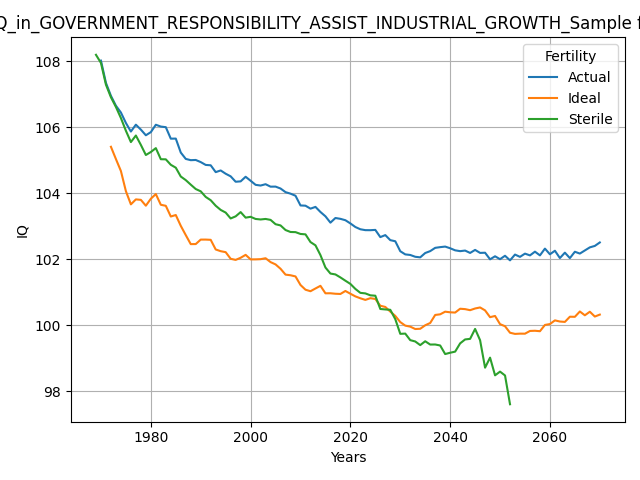 Q_in_GOVERNMENT_RESPONSIBILITY_ASSIST_INDUSTRIAL_GROWTH_Sample f
Fertility
Actual
Ideal
Sterile
108
106
104
102
100
98
IQ
1980
2000
2020
2040
2060
Years